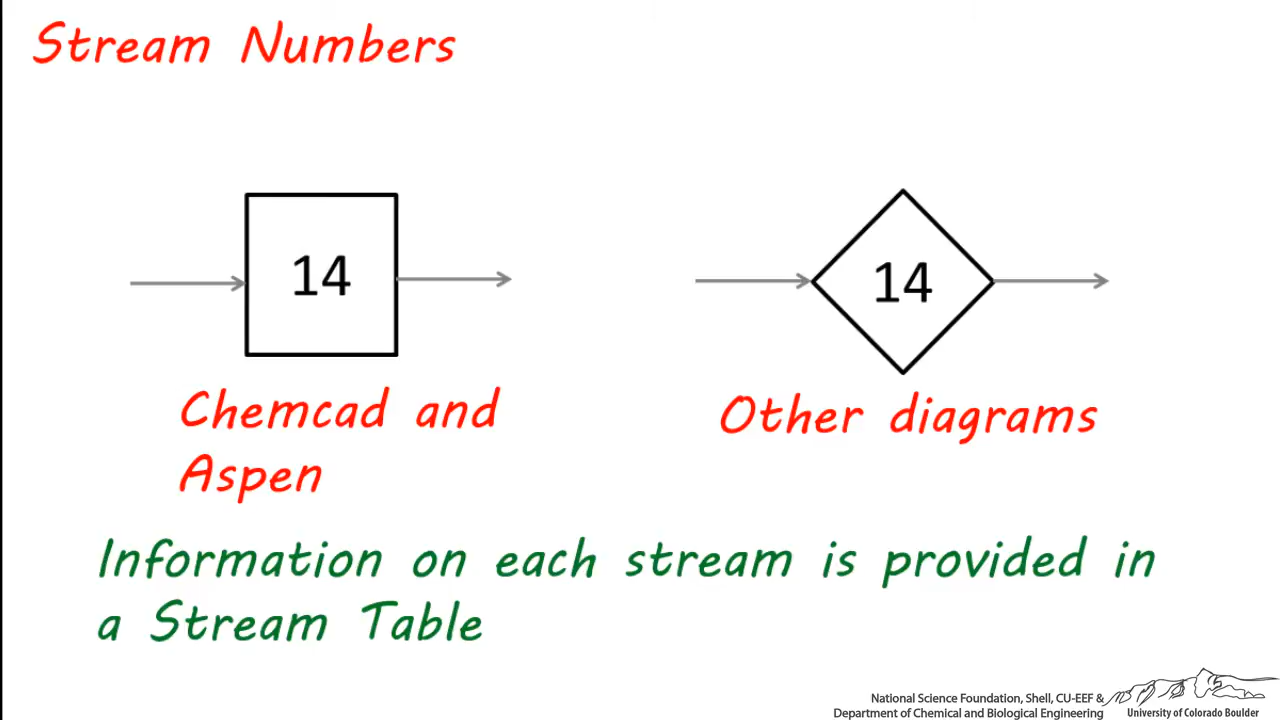 Stream Numbers
14
14
Chemcad and
Aspen
Other diagrams
Information on each stream is provided in
a Stream Table
National Science Foundation, Shell, CU-EEF &
Department of Chemical and Biological Engineering
University of Colorado Boulder